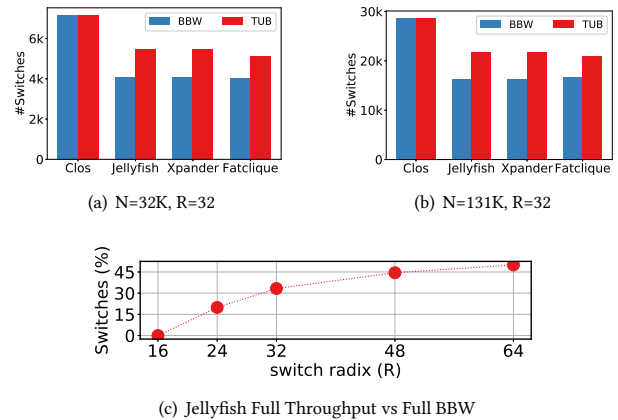 BBW TUB
#Switches
6k
4k
2k
0
Clos Jellyfish Xpander Fatclique
(a) N=32K, R=32
BBW TUB
#Switches
30k
20k
10k
0
Clos Jellyfish Xpander Fatclique
(b) N=131K, R=32
Switches (%)
45
30
15
0
16 24 32 48 64
switch radix (R)
(c) Jellyfish Full Throughput vs Full BBW